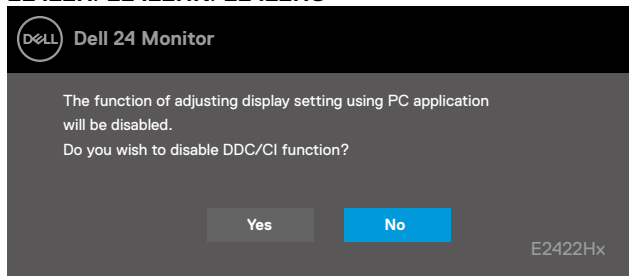 DELL Dell 24 Monitor
The function of adjusting display setting using PC application
will be disabled.
Do you wish to disable DDC/CI function?
Yes No
E2422Hx